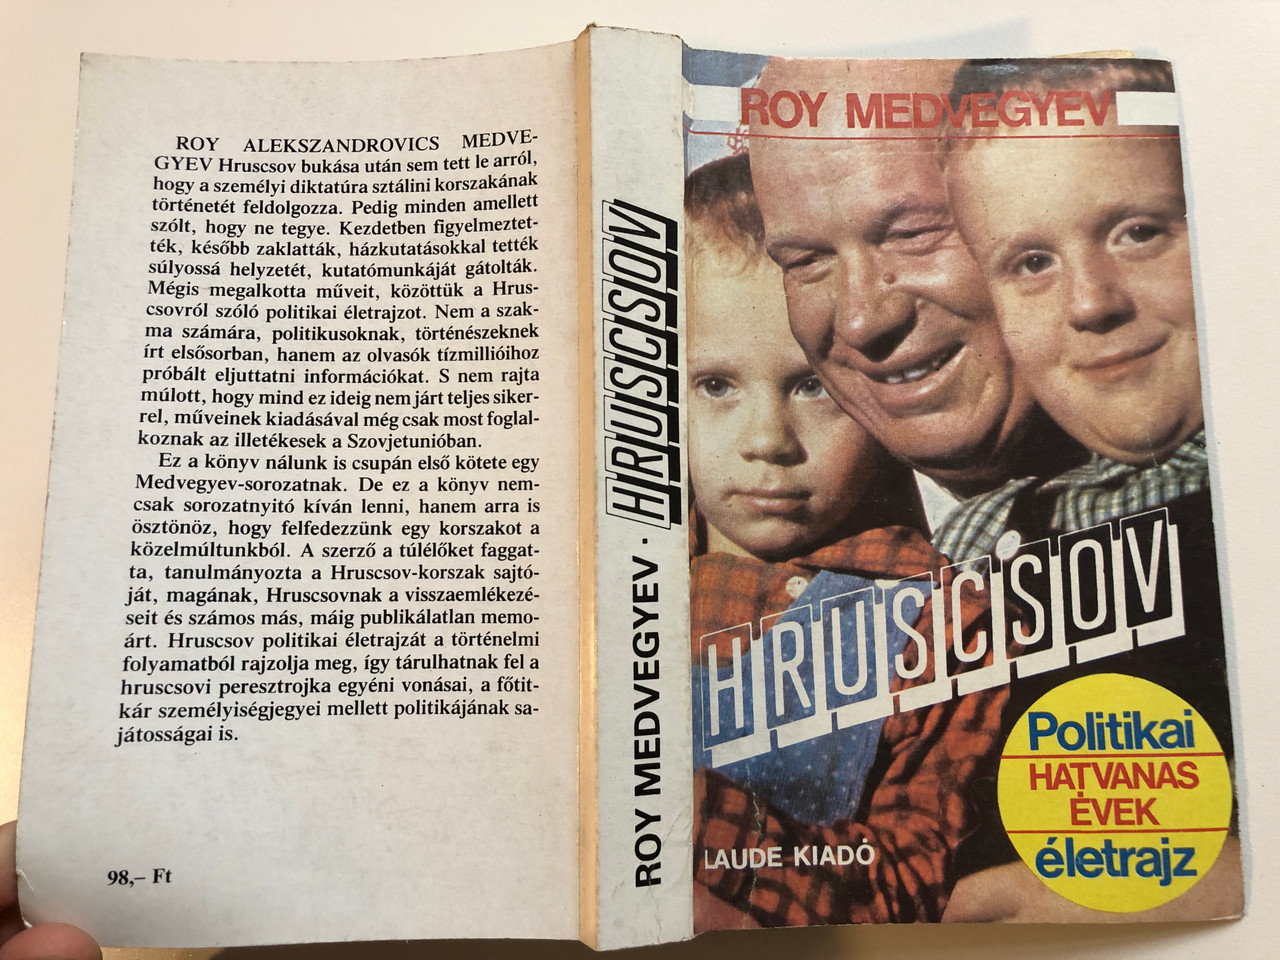 ROY ALEKSZANDROVICS MEDVE-
GYEV Hruscsov bukása után sem tett le arról,
hogy a személyi diktatúra sztálini korszakának
történetét feldolgozza. Pedig minden amellett
szólt, hogy ne tegye. Kezdetben figyelmeztet-
ték, később zaklatták, házkutatásokkal tették
súlyossá helyzetét, kutatómunkáját gátolták.
Mégis megalkotta műveit, közöttük a Hrus-
csovról szóló politikai életrajzot. Nem a szak-
ma számára, politikusoknak, történészeknek
írt elsősorban, hanem az olvasók tízmillióihoz
próbált eljuttatni információkat. S nem rajta
múlott, hogy mind ez ideig nem járt teljes siker-
rel, műveinek kiadásával még csak most foglal-
koznak az illetékesek a Szovjetunióban.
Ez a könyv nálunk is csupán első kötete egy
Medvegyev-sorozatnak. De ez a könyv nem-
csak sorozatnyitó kíván lenni, hanem arra is
ösztönöz, hogy felfedezzünk egy korszakot a
közelmúltunkból. A szerző a túlélőket faggat-
ta, tanulmányozta a Hruscsov-korszak sajtó-
ját, magának, Hruscsovnak a visszaemlékezé-
seit és számos más, máig publikálatlan memo-
árt. Hruscsov politikai életrajzát a történelmi
folyamatból rajzolja meg, így tárulhatnak fel a
hruscsovi peresztrojka egyéni vonásai, a főtit-
kár személyiségjegyei mellett politikájának sa-
játosságai is.
98,– Ft
ROY MEDVEGYEV · HRUSCSOV
ROY MEDVEGYEV
HRUSCSOV
Politikai
HATVANAS
ÉVEK
életrajz
LAUDE KIADÓ